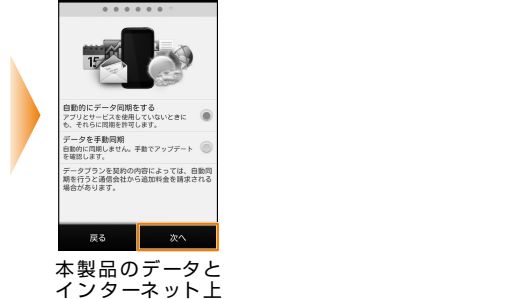 15
自動的にデータ同期をする
アプリとサービスを使用していないときに
も、それらに同期を許可します。
データを手動同期
自動的に同期しません。手動でアップデート
を確認します。
データプランを契約の内容によっては、自動同
期を行うと通信会社から追加料金を請求される
場合があります。
戻る
次へ
本製品のデータと
インターネット上